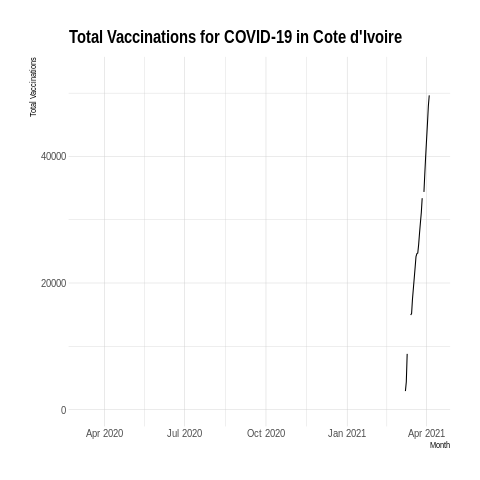 Total Vaccinations for COVID-19 in Cote d'Ivoire
Total Vaccinations
40000
20000
0
Apr 2020 Jul 2020 Oct 2020 Jan 2021 Apr 2021
Month